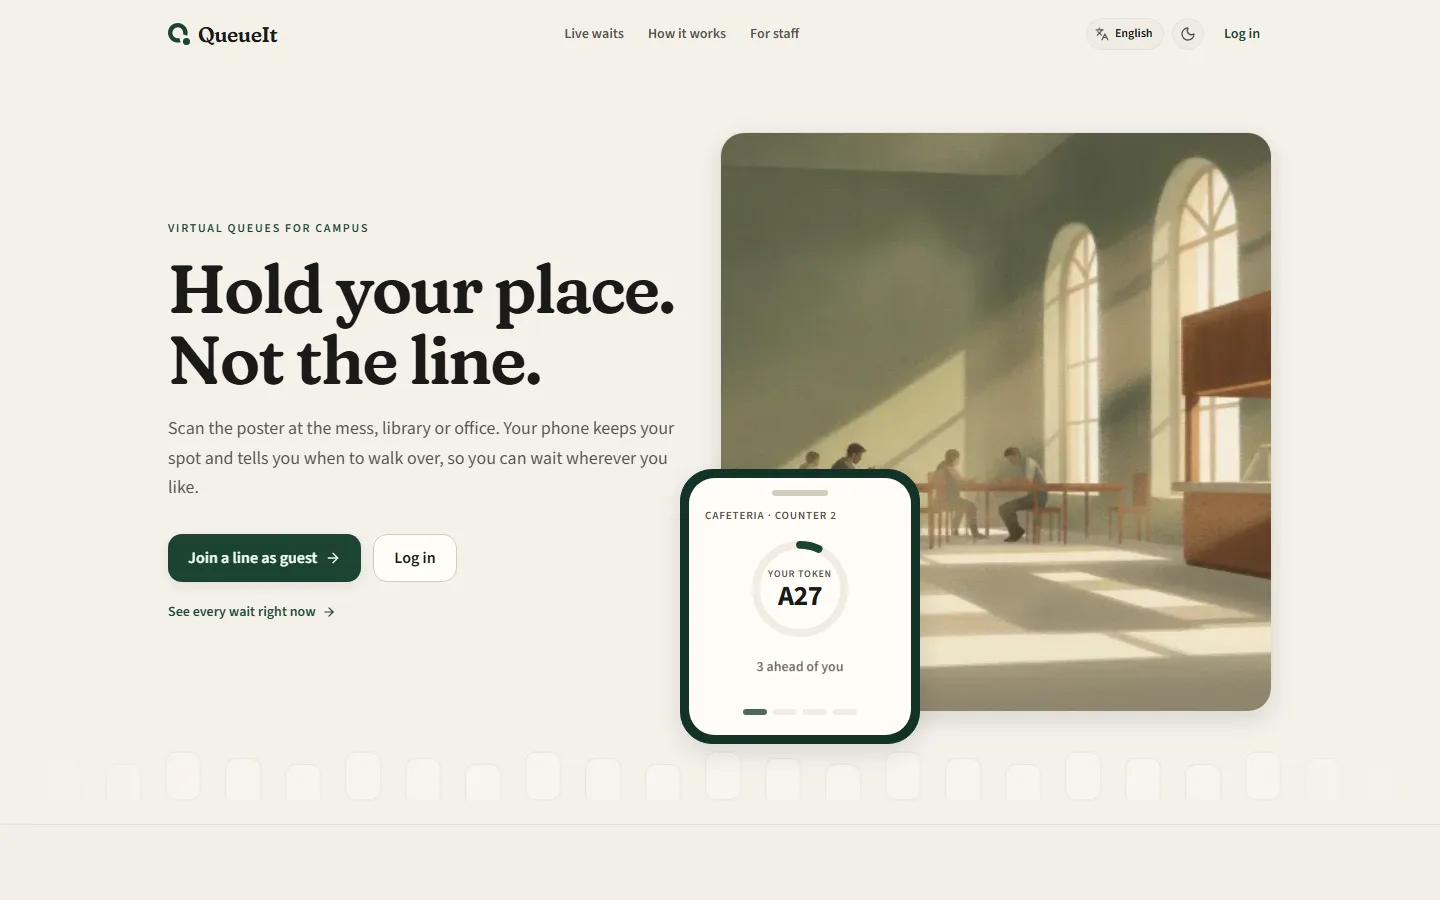 QueueIt
Live waits
How it works
For staff
English
Log in
VIRTUAL QUEUES FOR CAMPUS
Hold your place.
Not the line.
Scan the poster at the mess, library or office. Your phone keeps your
spot and tells you when to walk over, so you can wait wherever you
like.
Join a line as guest
Log in
See every wait right now
CAFETERIA · COUNTER 2
YOUR TOKEN
A27
3 ahead of you